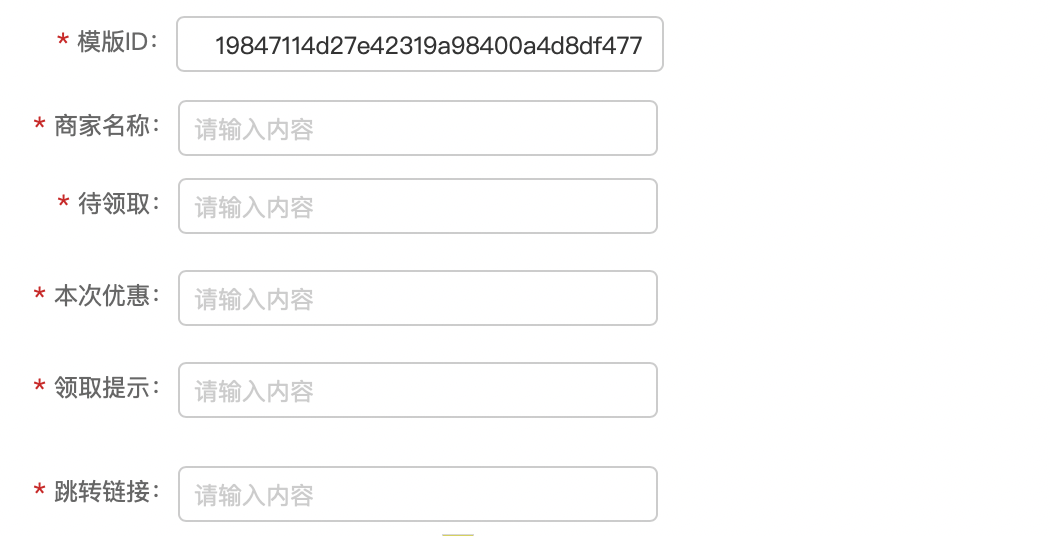 * 模版ID： 19847114d27e42319a98400a4d8df477
* 商家名称： 请输入内容
* 待领取： 请输入内容
* 本次优惠： 请输入内容
* 领取提示： 请输入内容
* 跳转链接： 请输入内容